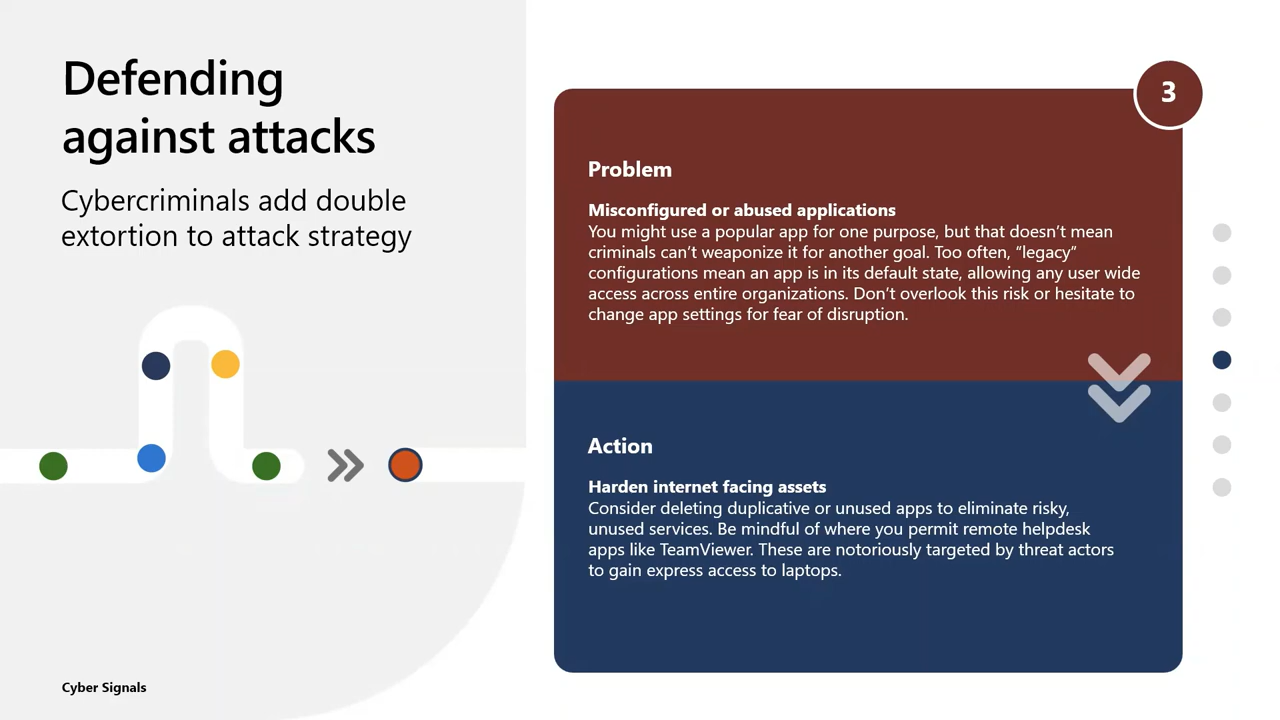 Defending
against attacks
Cybercriminals add double
extortion to attack strategy
Cyber Signals
3
Problem
Misconfigured or abused applications
You might use a popular app for one purpose, but that doesn’t mean
criminals can’t weaponize it for another goal. Too often, “legacy”
configurations mean an app is in its default state, allowing any user wide
access across entire organizations. Don’t overlook this risk or hesitate to
change app settings for fear of disruption.
Action
Harden internet facing assets
Consider deleting duplicative or unused apps to eliminate risky,
unused services. Be mindful of where you permit remote helpdesk
apps like TeamViewer. These are notoriously targeted by threat actors
to gain express access to laptops.